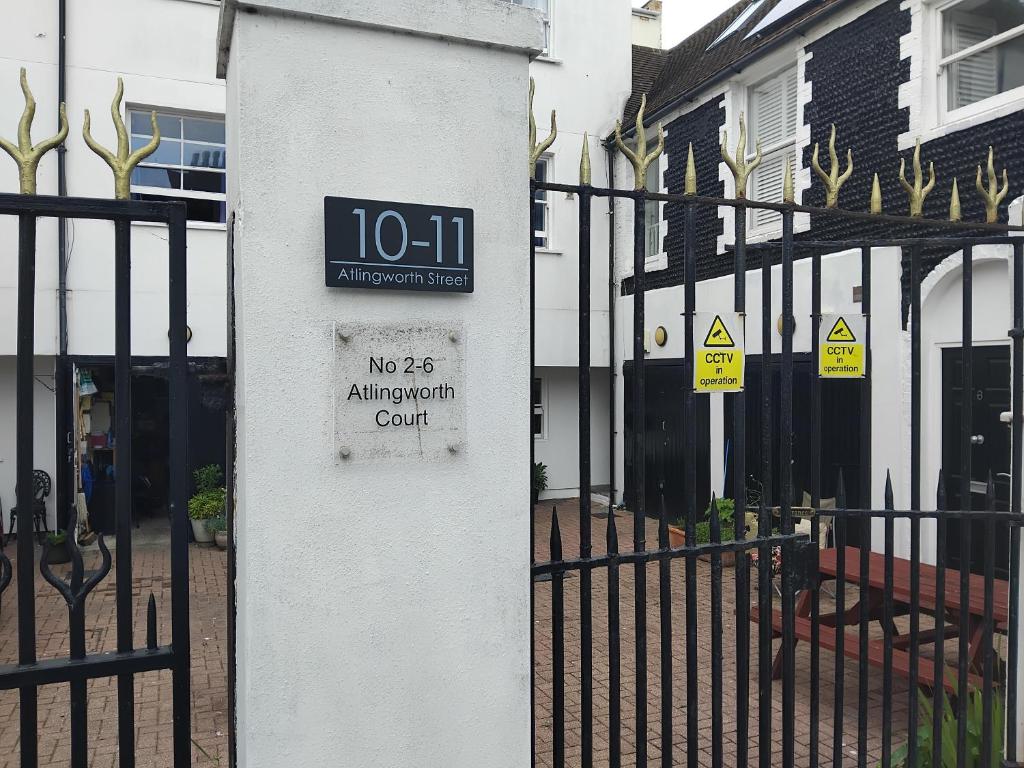 10-11
Atlingworth Street
No 2-6
Atlingworth
Court
CCTV
in
operation
CCTV
in
operation